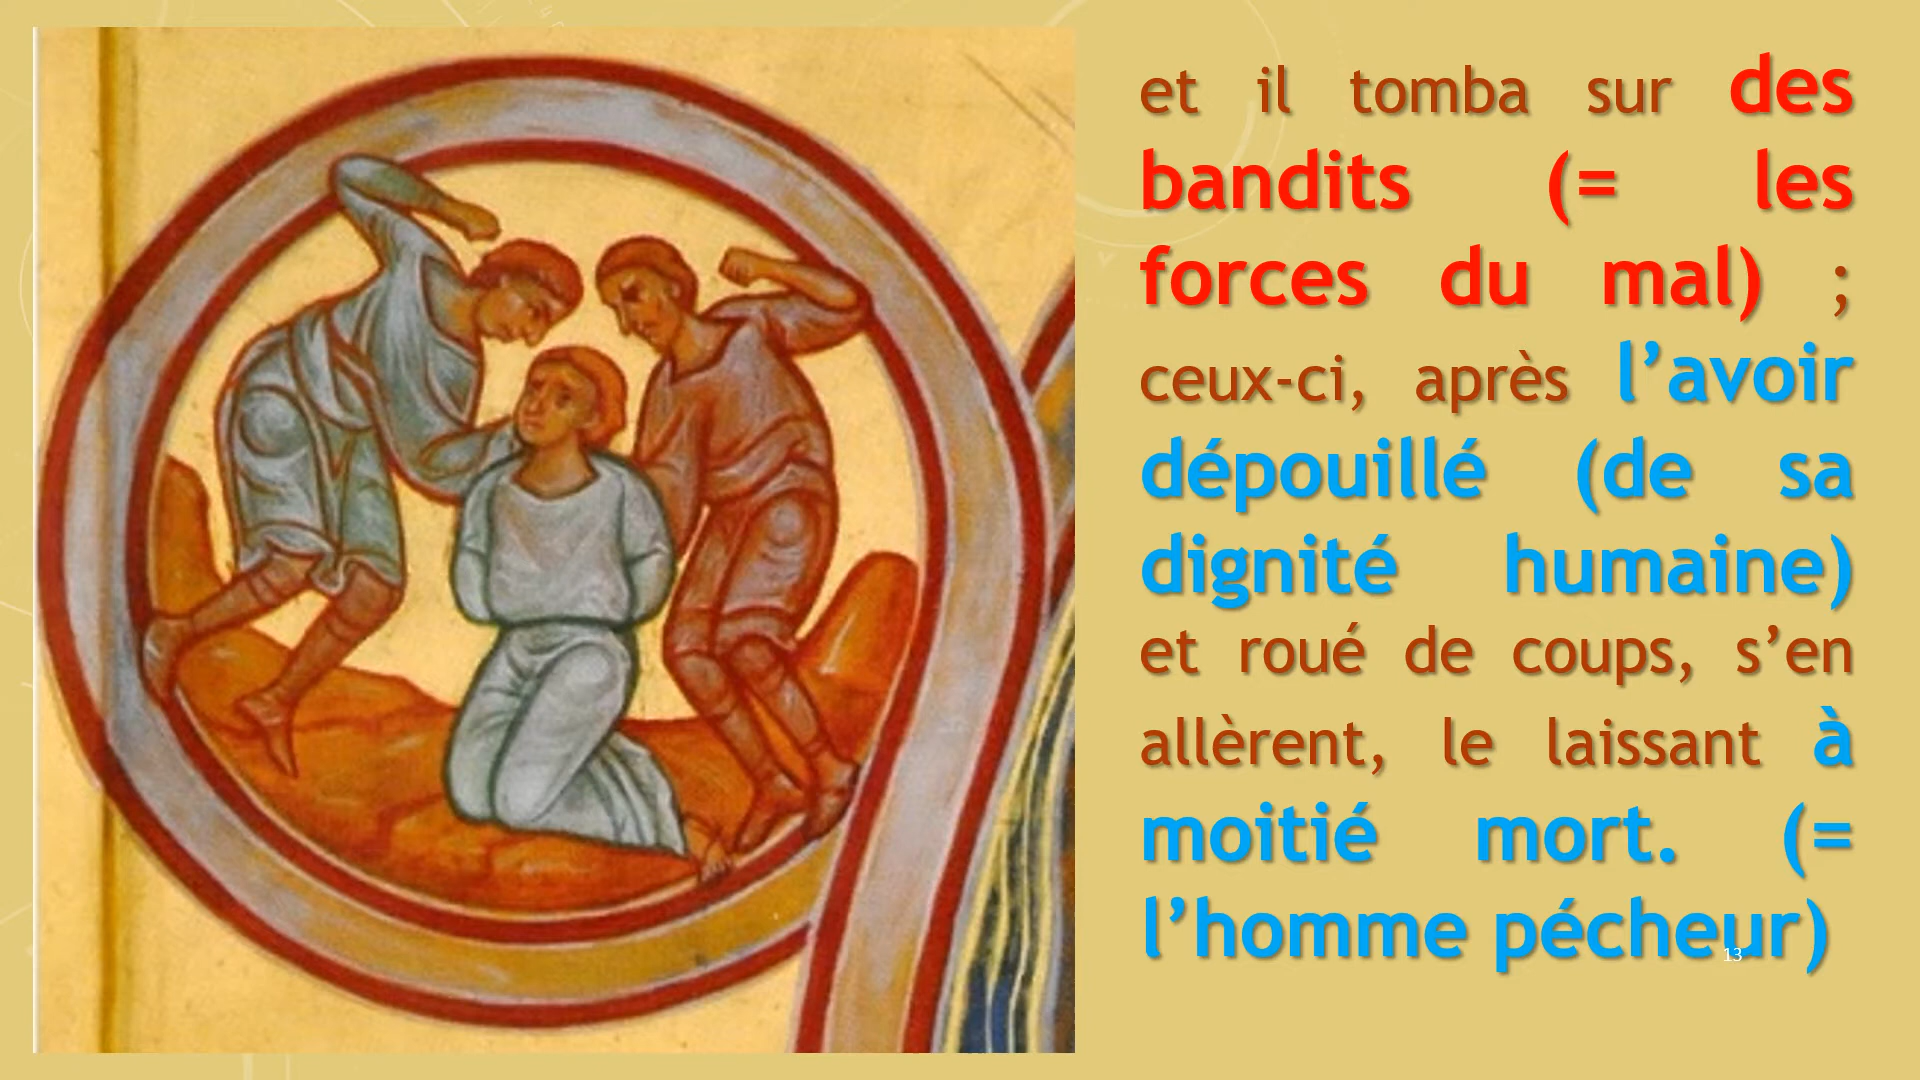 et il tomba sur des
bandits (= les
forces du mal) ;
ceux-ci, après l’avoir
dépouillé (de sa
dignité humaine)
et roué de coups, s’en
allèrent, le laissant à
moitié mort. (=
l’homme pécheur)
13